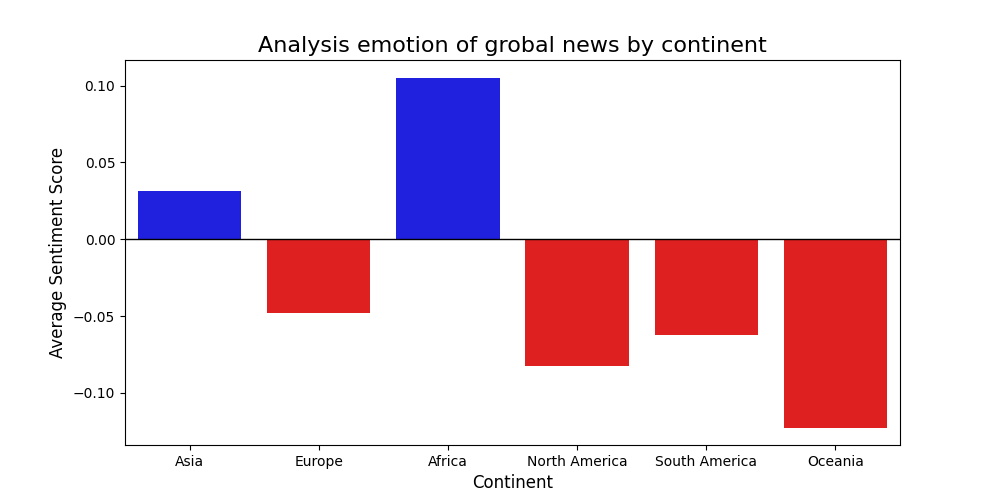 Analysis emotion of grobal news by continent
Average Sentiment Score
0.10
0.05
0.00
−0.05
−0.10
Asia Europe Africa North America South America Oceania
Continent